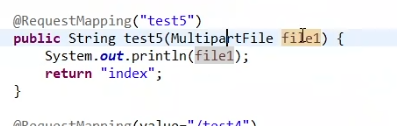 @RequestMapping("test5")
public String test5(MultipartFile file1) {
System.out.println(file1);
return "index";
}
@RequestMapping(value="/test4")